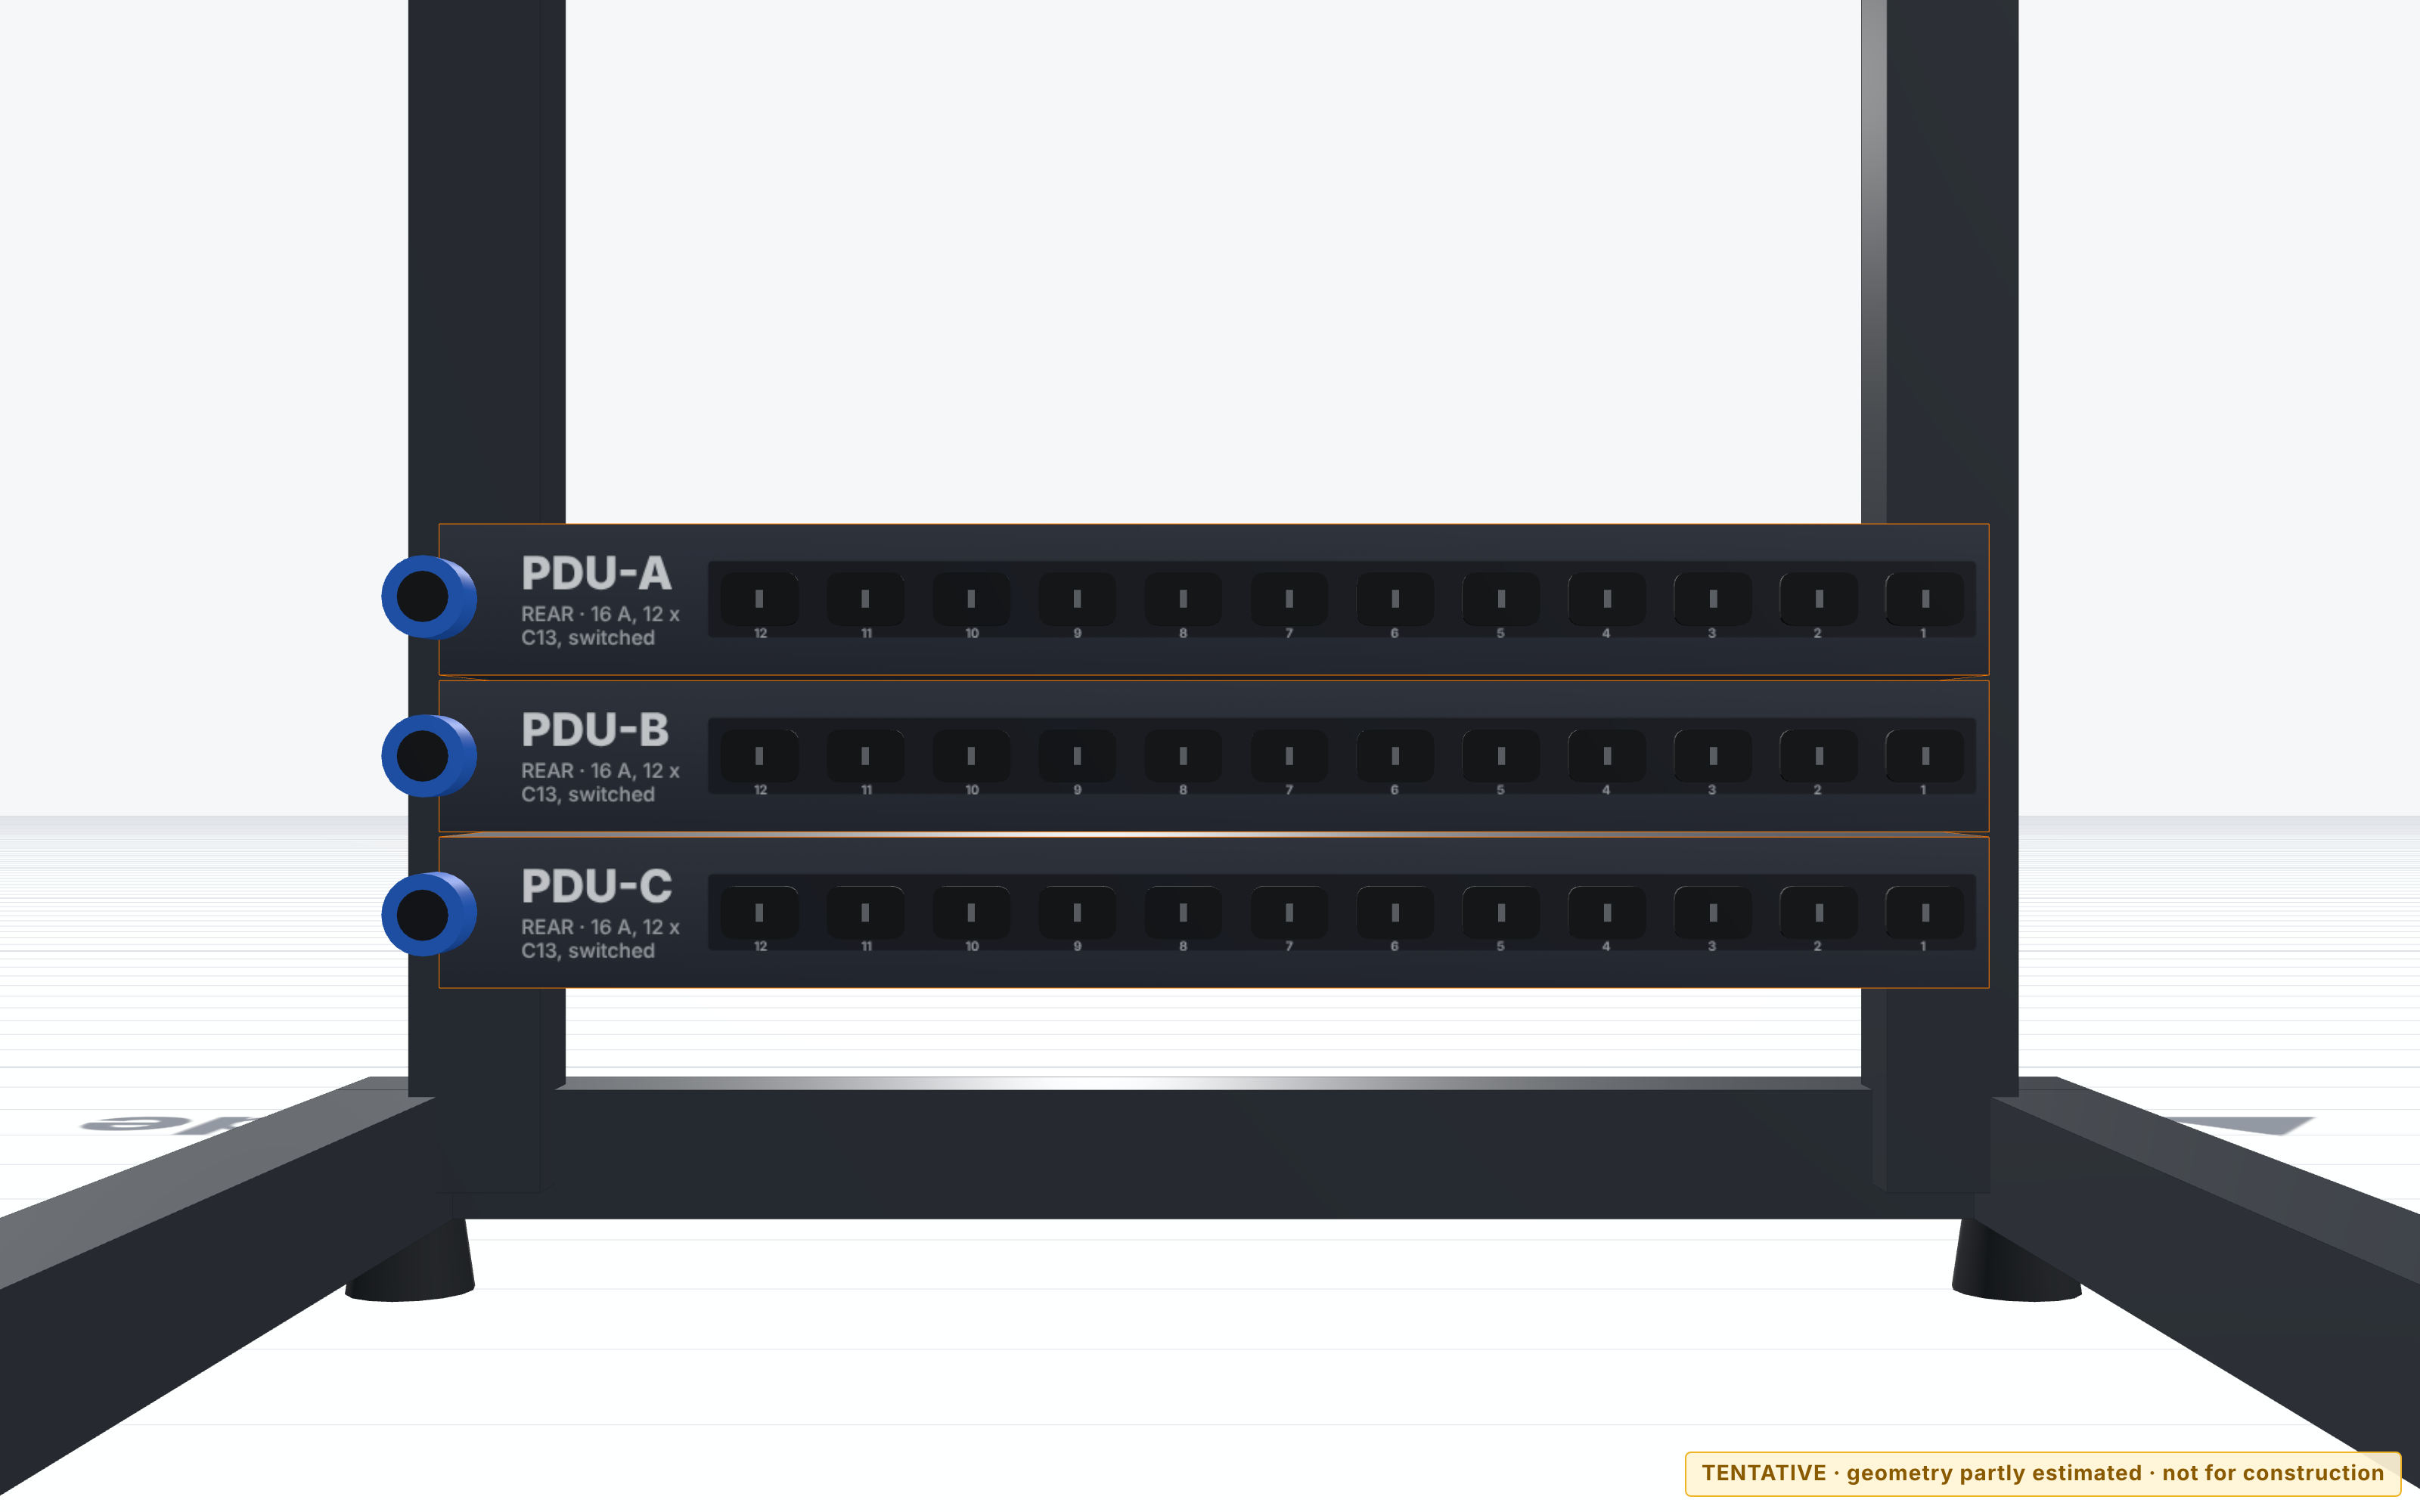 PDU-A
REAR · 16 A, 12 x
C13, switched
12 11 10 9 8 7 6 5 4 3 2 1
PDU-B
REAR · 16 A, 12 x
C13, switched
12 11 10 9 8 7 6 5 4 3 2 1
PDU-C
REAR · 16 A, 12 x
C13, switched
12 11 10 9 8 7 6 5 4 3 2 1
TENTATIVE · geometry partly estimated · not for construction